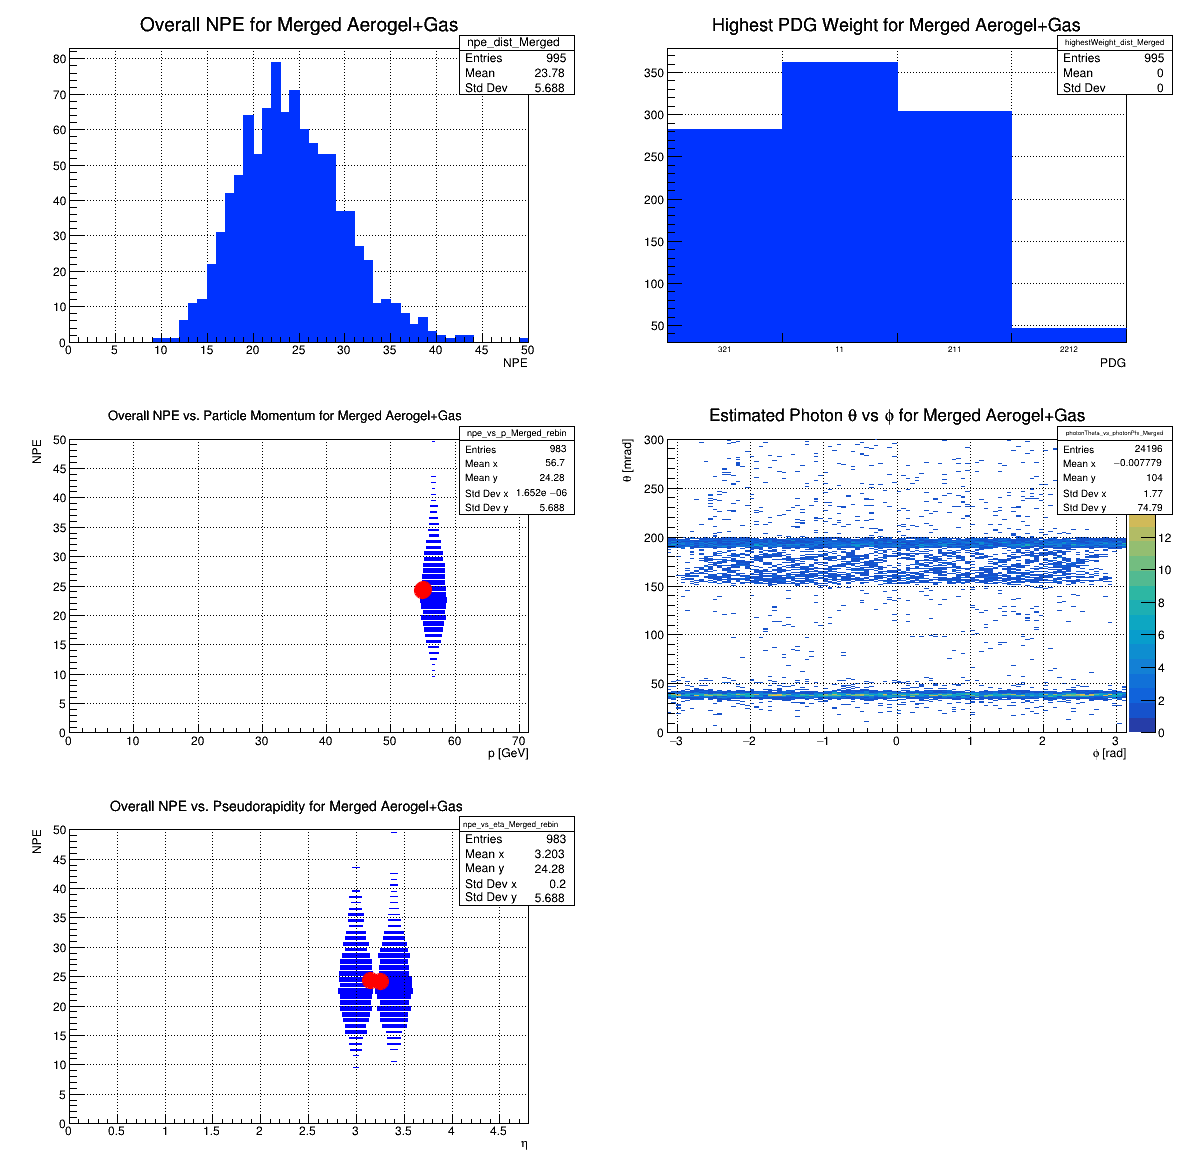 Overall NPE for Merged Aerogel+Gas
npe_dist_Merged
Entries 995
Mean 23.78
Std Dev 5.688
80
70
60
50
40
30
20
10
0
0 5 10 15 20 25 30 35 40 45 50
NPE
Highest PDG Weight for Merged Aerogel+Gas
highestWeight_dist_Merged
Entries 995
Mean 0
Std Dev 0
350
300
250
200
150
100
50
321 11 211 2212
PDG
Overall NPE vs. Particle Momentum for Merged Aerogel+Gas
npe_vs_p_Merged_rebin
Entries 983
Mean x 56.7
Mean y 24.28
Std Dev x 1.652e −06
Std Dev y 5.688
NPE
50
45
40
35
30
25
20
15
10
5
0
0 10 20 30 40 50 60 70
p [GeV]
Estimated Photon θ vs ϕ for Merged Aerogel+Gas
photonTheta_vs_photonPhi_Merged
Entries 24196
Mean x −0.007779
Mean y 104
Std Dev x 1.77
Std Dev y 74.79
θ [mrad]
300
250
200
150
100
50
0
−3 −2 −1 0 1 2 3
ϕ [rad]
12
10
8
6
4
2
0
Overall NPE vs. Pseudorapidity for Merged Aerogel+Gas
npe_vs_eta_Merged_rebin
Entries 983
Mean x 3.203
Mean y 24.28
Std Dev x 0.2
Std Dev y 5.688
NPE
50
45
40
35
30
25
20
15
10
5
0
0 0.5 1 1.5 2 2.5 3 3.5 4 4.5
η